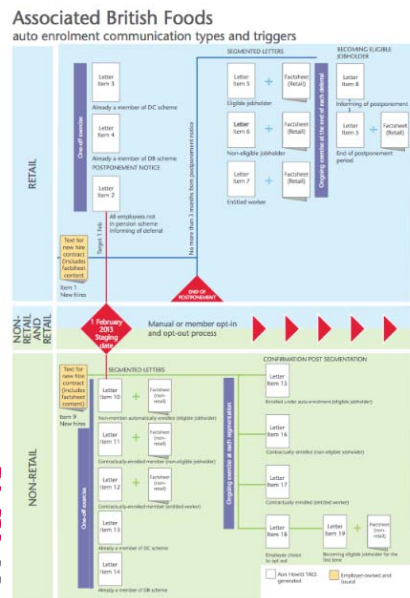 Associated British Foods
auto enrolment communication types and triggers
RETAIL
One-off exercise
Letter
Item 3
Already a member of DC scheme
Letter
Item 4
Already a member of DB scheme
POSTPONEMENT NOTICE
Letter
Item 2
All employees not
in pension scheme
Informing of deferral
Target 1 Feb
Text for
new hire
contract
(includes
factsheet
content
Item 1
New hires
No more than 3 months from postponement notice
END OF
POSTPONEMENT
SEGMENTED LETTERS
Letter
Item 5
+
Factsheet
(Retail)
Eligible jobholder
Letter
Item 6
+
Factsheet
(Retail)
Non-eligible jobholder
Letter
Item 7
+
Factsheet
(Retail)
Entitled worker
Ongoing exercise at the end of each deferral
BECOMING ELIGIBLE
JOBHOLDER
Letter
Item 8
Informing of postponement
Letter
Item 5
+
Factsheet
(Retail)
End of postponement
period
NON-
RETAIL
AND RETAIL
1 February
2013
Staging
date
Manual or member opt-in
and opt-out process
NON-RETAIL
Text for
new hire
contract
(includes
factsheet
content)
Item 9
New hires
One-off exercise
SEGMENTED LETTERS
Letter
Item 10
+
Factsheet
(non-
retail)
Non-member automatically enrolled (eligible jobholder)
Letter
Item 11
+
Factsheet
(non-
retail)
Contractually enrolled member (non-eligible jobholder)
Letter
Item 12
+
Factsheet
(non-
retail)
Contractually enrolled member (entitled worker)
Letter
Item 13
Already a member of DC scheme
Letter
Item 14
Already a member of DB scheme
Ongoing exercise at each segmentation
CONFIRMATION POST SEGMENTATION
Letter
Item 15
Enrolled under auto-enrolment (eligible jobholder)
Letter
Item 16
Contractually enrolled (non-eligible jobholder)
Letter
Item 17
Contractually enrolled (entitled worker)
Letter
Item 18
Employee choice
to opt out
Letter
Item 19
+
Factsheet
(non-
retail)
Becoming eligible jobholder for the
first time
Aon Hewitt TAGS
generated
Employer-owned and
issued